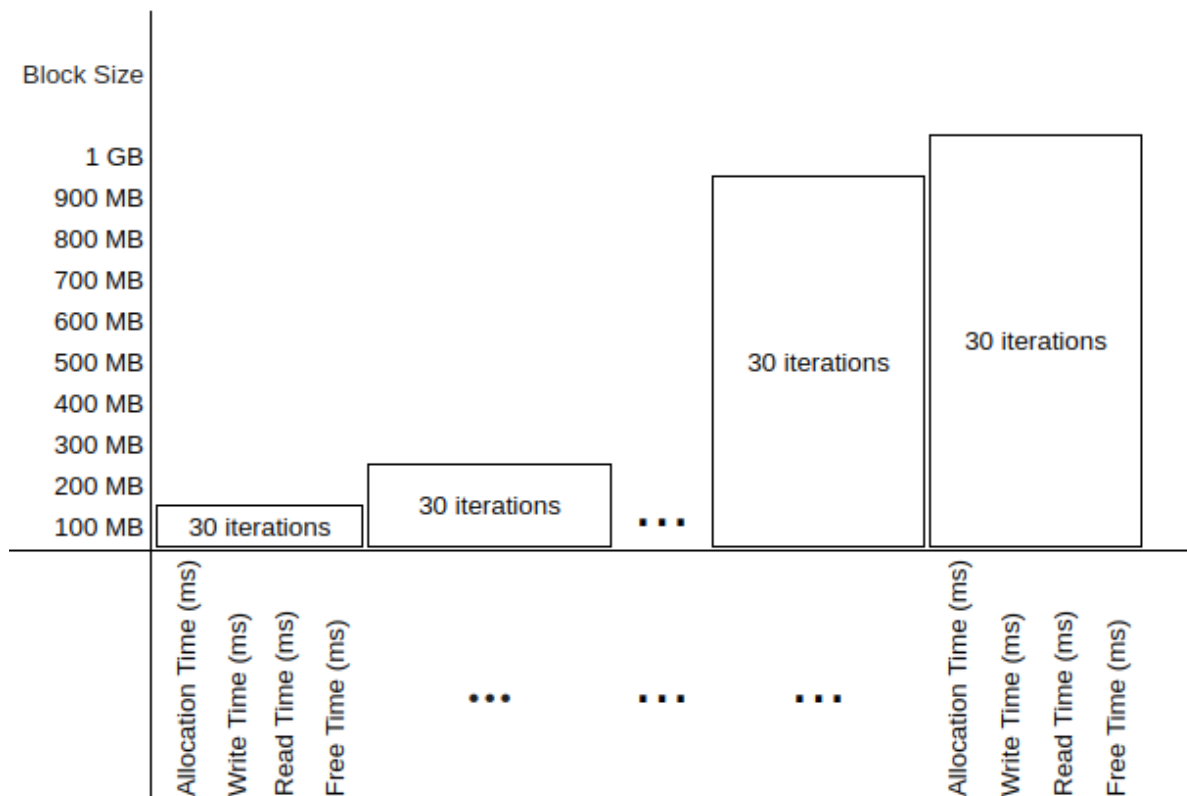 Block Size
1 GB
900 MB
800 MB
700 MB
600 MB
500 MB
400 MB
300 MB
200 MB
100 MB
30 iterations
30 iterations
...
30 iterations
30 iterations
Allocation Time (ms)
Write Time (ms)
Read Time (ms)
Free Time (ms)
...
...
...
Allocation Time (ms)
Write Time (ms)
Read Time (ms)
Free Time (ms)